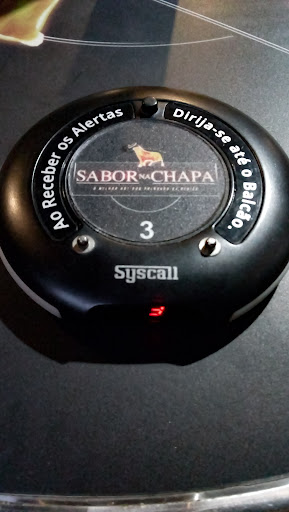 Ao Receber os Alertas
Dirija-se até o Balcão.
SABOR NA CHAPA
3
Syscall